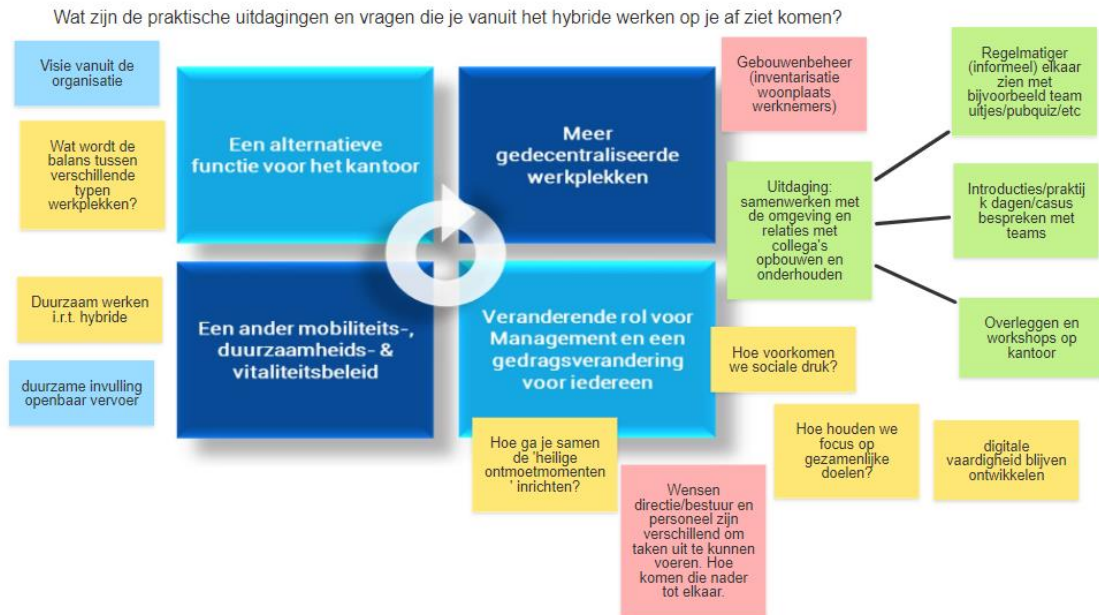 Wat zijn de praktische uitdagingen en vragen die je vanuit het hybride werken op je af ziet komen?
Visie vanuit de
organisatie
Wat wordt de
balans tussen
verschillende
typen
werkplekken?
Duurzaam werken
i.r.t. hybride
duurzame invulling
openbaar vervoer
Een alternatieve
functie voor het kantoor
Meer
gedecentraliseerde
werkplekken
Een ander mobiliteits-,
duurzaamheids- &
vitaliteitsbeleid
Veranderende rol voor
Management en een
gedragsverandering
voor iedereen
Gebouwenbeheer
(inventarisatie
woonplaats
werknemers)
Uitdaging:
samenwerken met
de omgeving en
relaties met
collega's
opbouwen en
onderhouden
Regelmatiger
(informeel) elkaar
zien met
bijvoorbeeld team
uitjes/pubquiz/etc
Introducties/praktij
k dagen/casus
bespreken met
teams
Overleggen en
workshops op
kantoor
Hoe voorkomen
we sociale druk?
Hoe ga je samen
de 'heilige
ontmoetmomenten
' inrichten?
Wensen
directie/bestuur en
personeel zijn
verschillend om
taken uit te kunnen
voeren. Hoe
komen die nader
tot elkaar.
Hoe houden we
focus op
gezamenlijke
doelen?
digitale
vaardigheid blijven
ontwikkelen